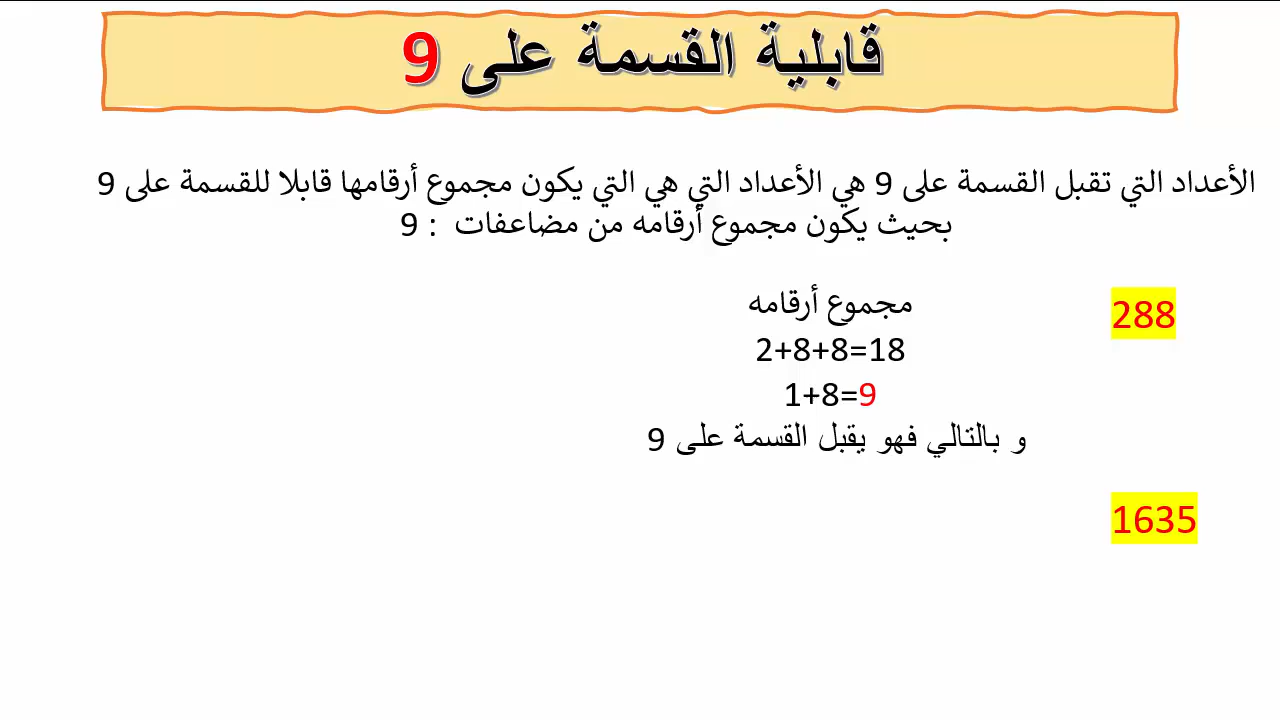 قابلية القسمة على 9
الأعداد التي تقبل القسمة على 9 هي الأعداد التي هي التي يكون مجموع أرقامها قابلا للقسمة على 9
بحيث يكون مجموع أرقامه من مضاعفات : 9
288
مجموع أرقامه
2+8+8=18
1+8=9
و بالتالي فهو يقبل القسمة على 9
1635